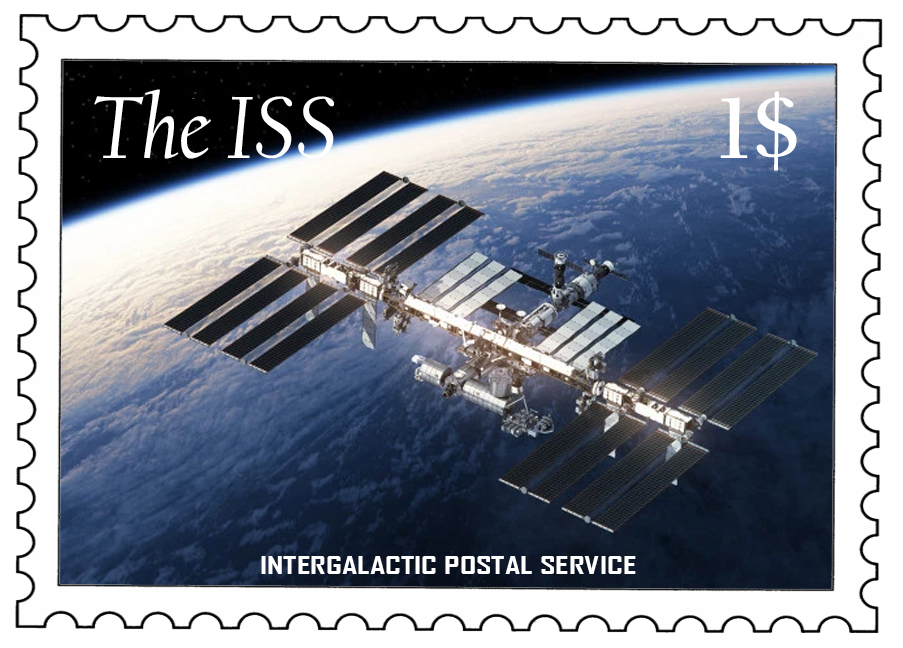 The ISS
1$
INTERGALACTIC POSTAL SERVICE